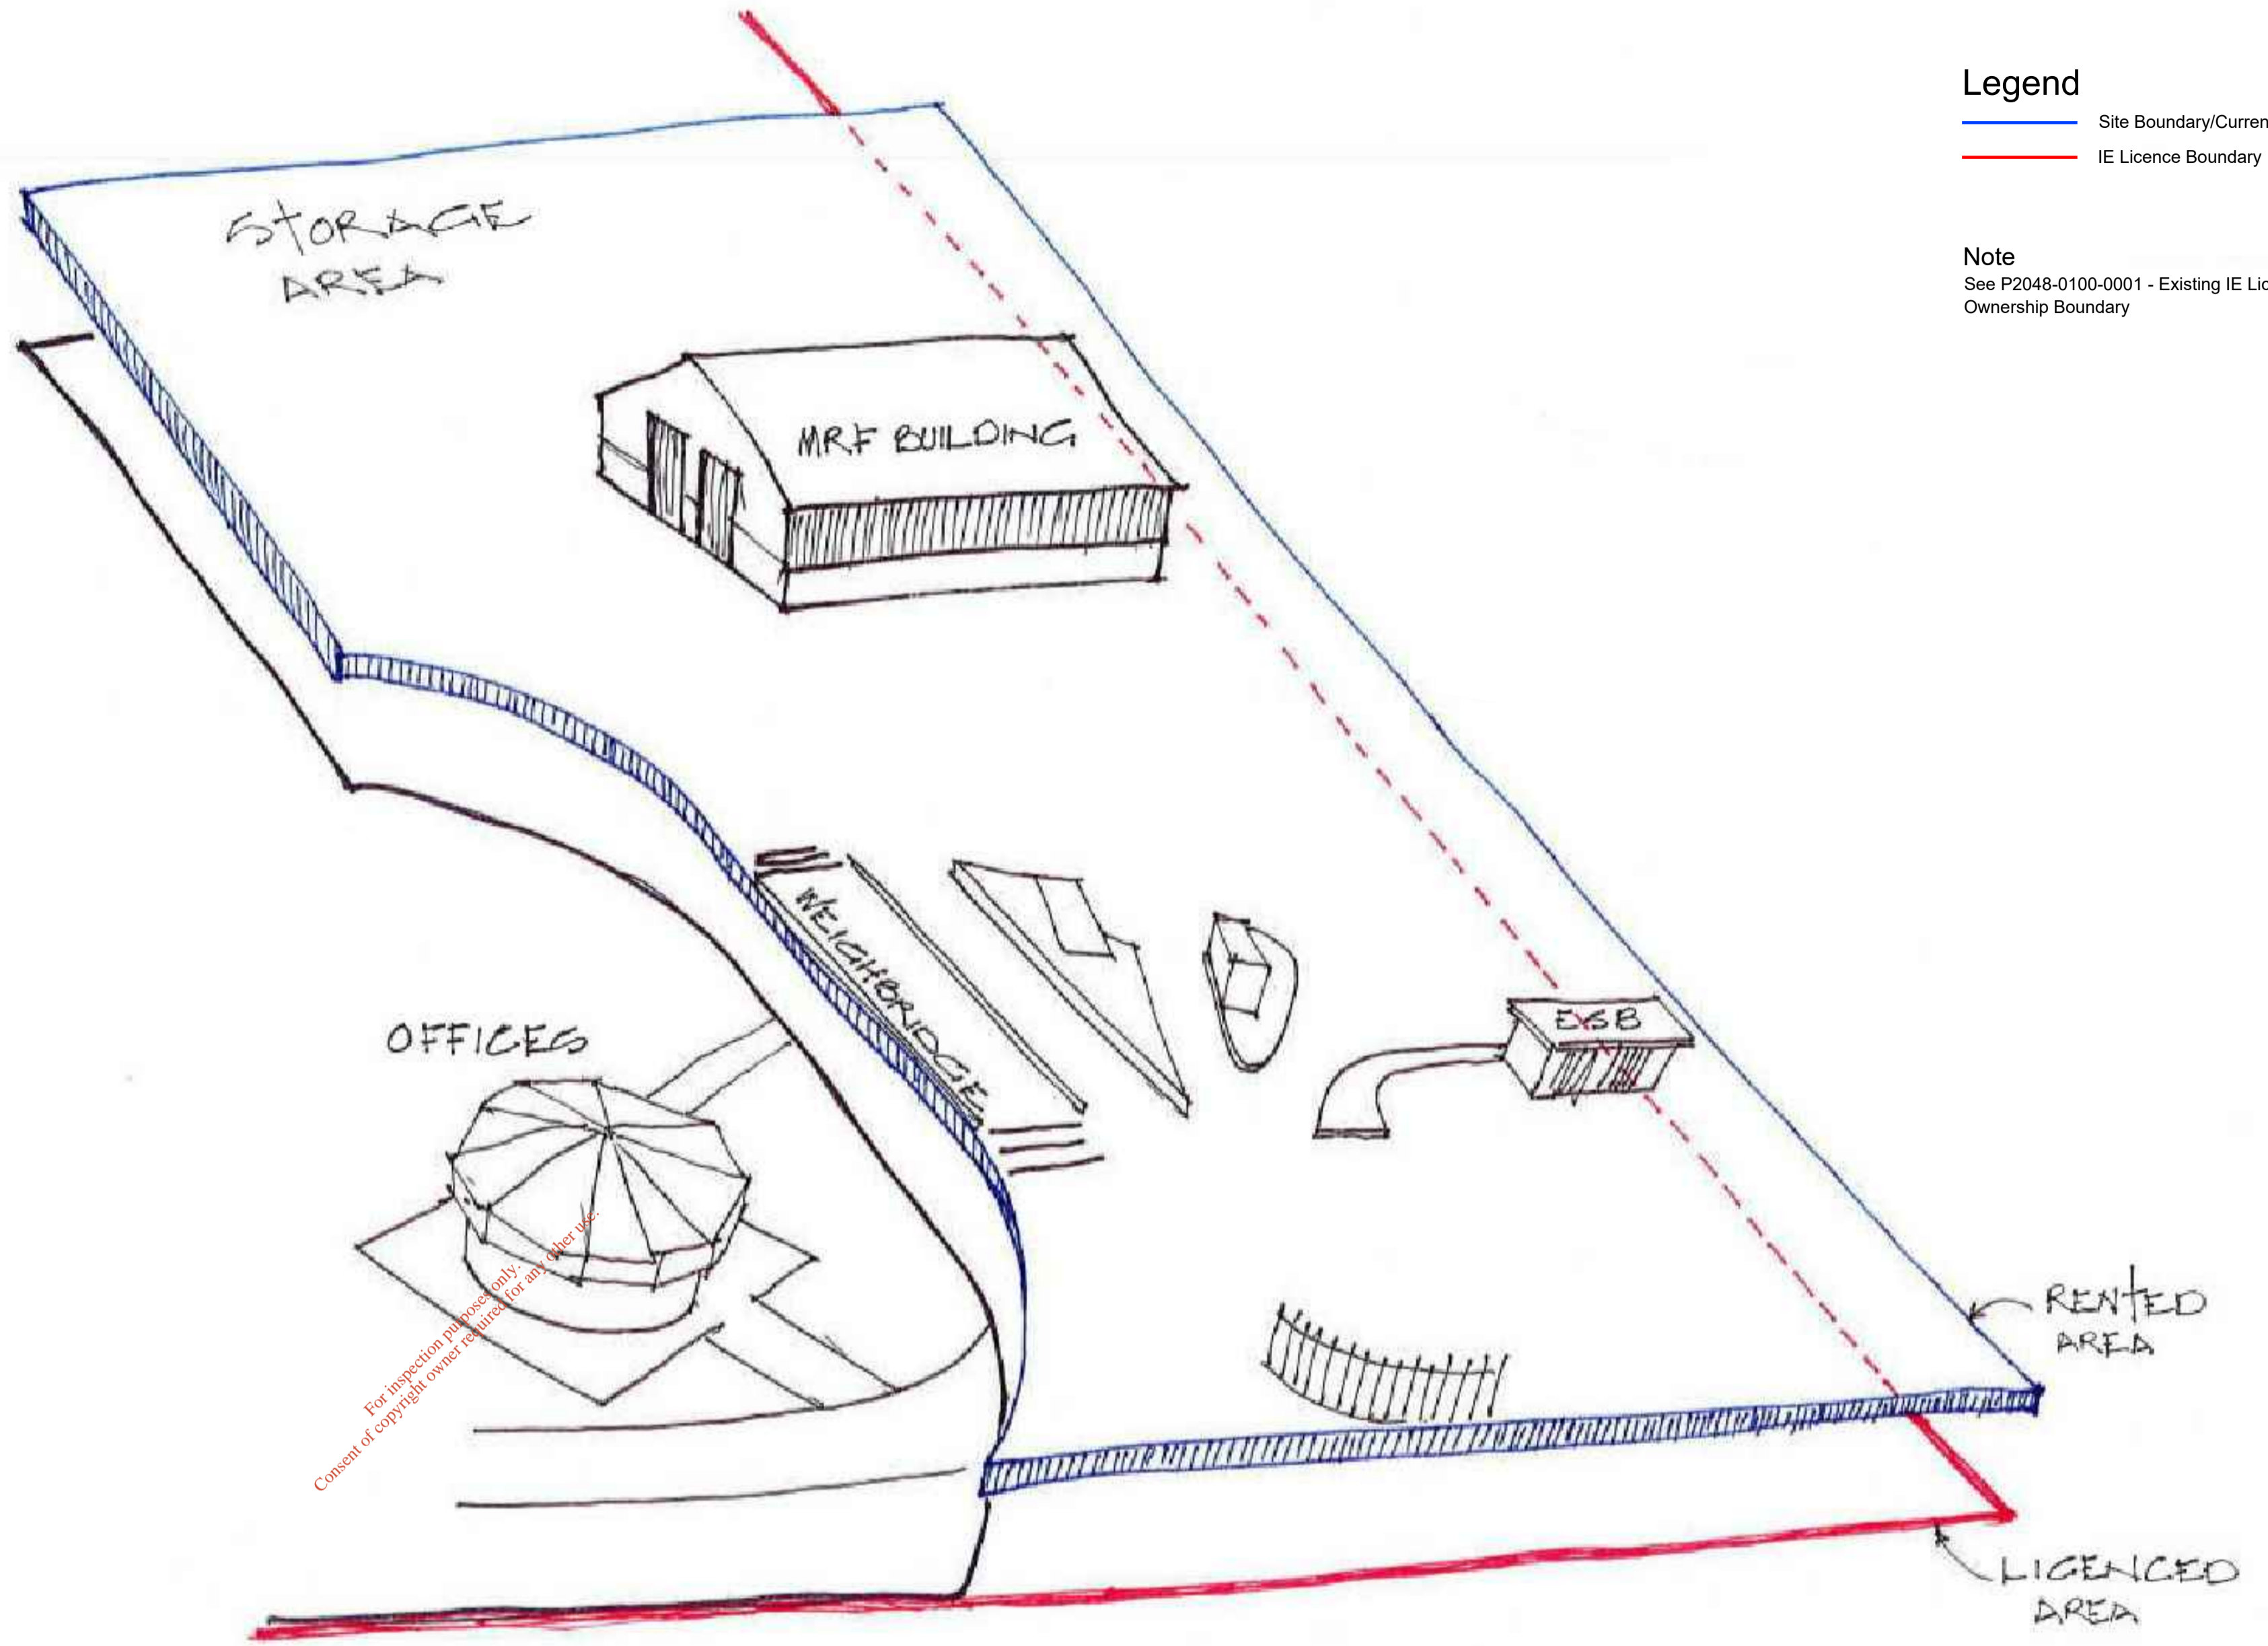 Legend
Site Boundary/Curren
IE Licence Boundary
Note
See P2048-0100-0001 - Existing IE Lic
Ownership Boundary
STORAGE
AREA
MRF BUILDING
WEIGHBRIDGE
OFFICES
ESB
RENTED
AREA
LICENCED
AREA
For inspection purposes only.
Consent of copyright owner required for any other use.